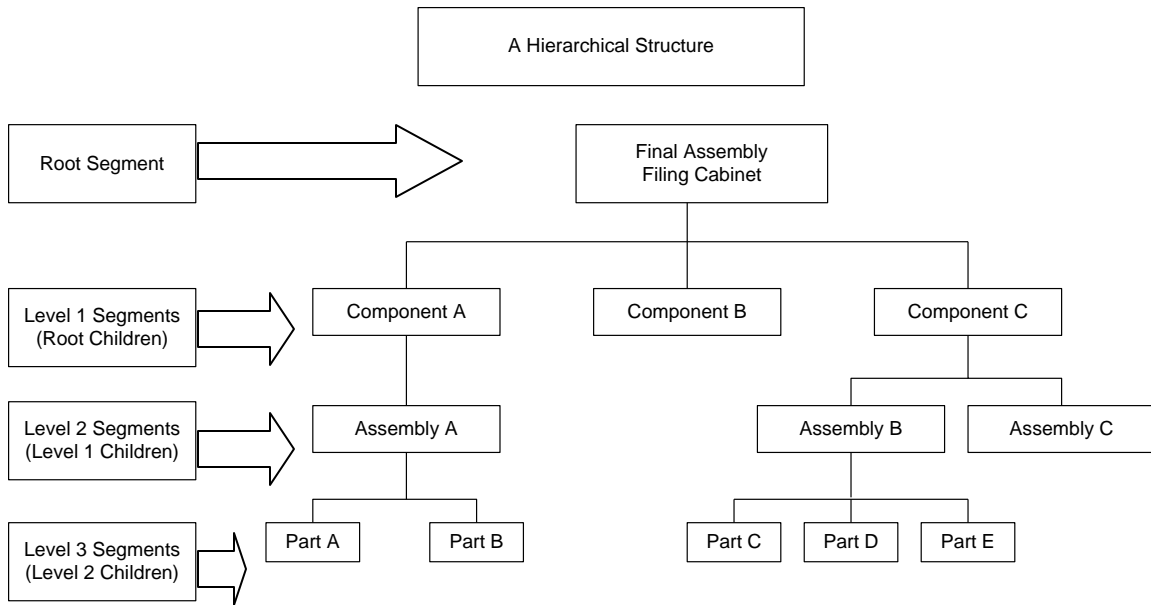 A Hierarchical Structure
Root Segment
Final Assembly
Filing Cabinet
Level 1 Segments
(Root Children)
Component A
Component B
Component C
Level 2 Segments
(Level 1 Children)
Assembly A
Assembly B
Assembly C
Level 3 Segments
(Level 2 Children)
Part A
Part B
Part C
Part D
Part E